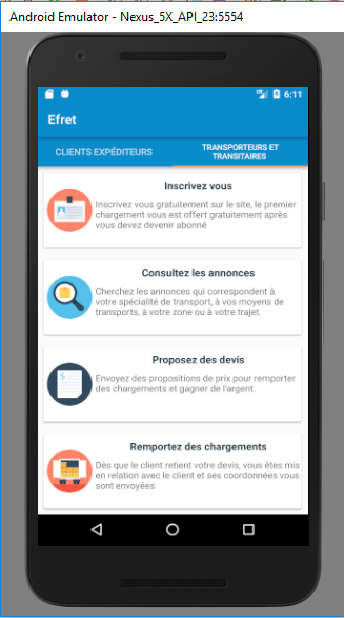 Android Emulator - Nexus_5X_API_23:5554
6:11
Efret
CLIENTS EXPÉDITEURS
TRANSPORTEURS ET
TRANSITAIRES
Inscrivez vous
Inscrivez vous gratuitement sur le site, le premier
chargement vous est offert gratuitement après
vous devez devenir abonné
Consultez les annonces
Cherchez les annonces qui correspondent à
votre spécialité de transport, à vos moyens de
transports, à votre zone ou à votre trajet.
Proposez des devis
Envoyez des propositions de prix pour remporter
des chargements et gagner de l'argent.
Remportez des chargements
Dès que le client retient votre devis, vous êtes mis
en relation avec le client et ses coordonnées vous
sont envoyées